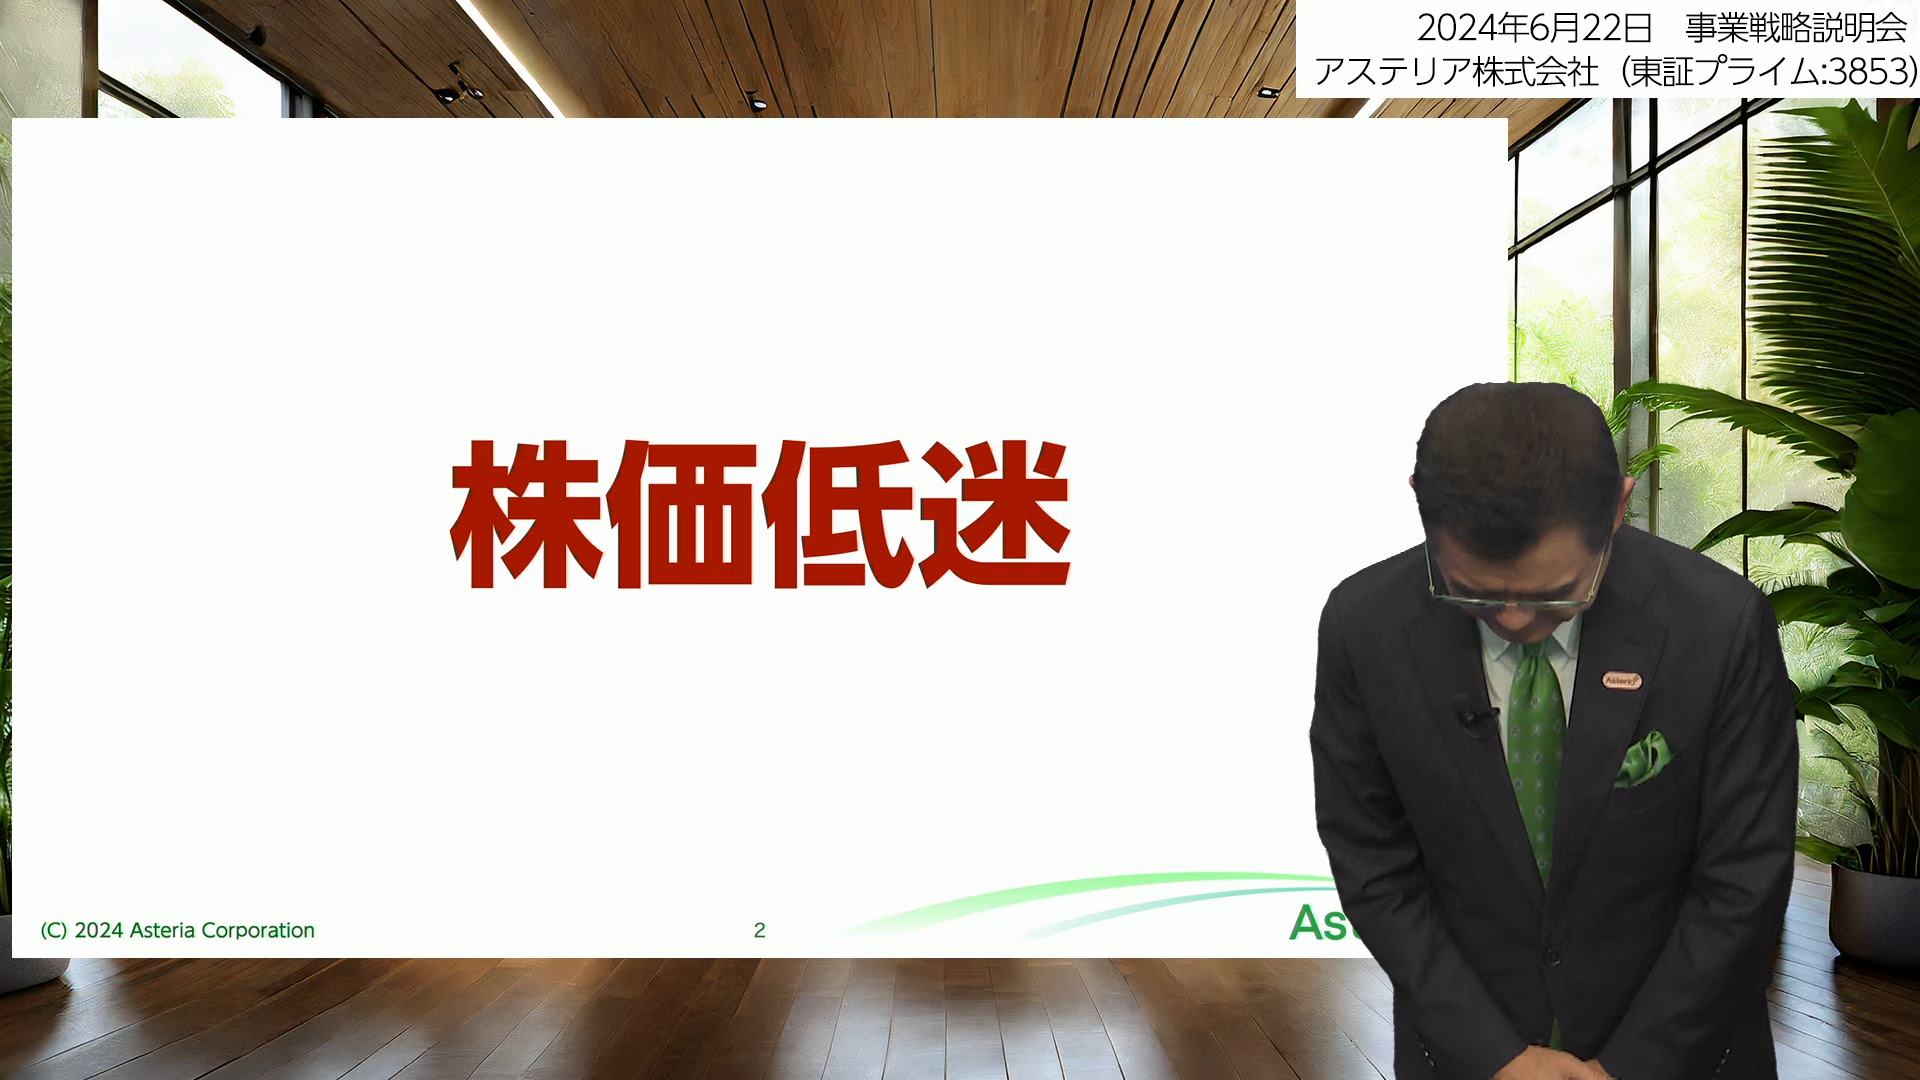 2024年6月22日　事業戦略説明会
アステリア株式会社（東証プライム:3853)
株価低迷
Asteria
(C) 2024 Asteria Corporation
2
As